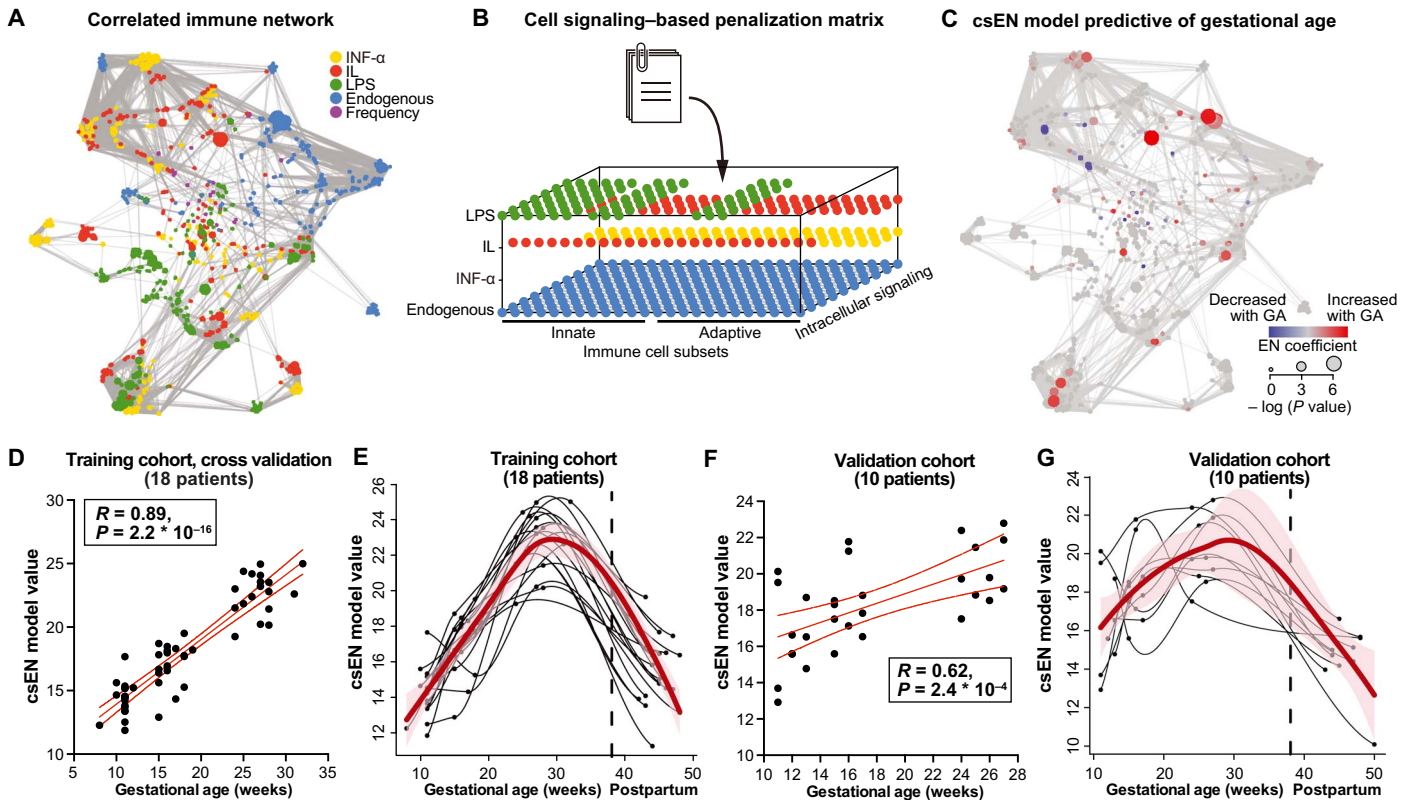 A
Correlated immune network
INF-α
IL
LPS
Endogenous
Frequency
B
Cell signaling–based penalization matrix
LPS
IL
INF-α
Endogenous
Innate
Adaptive
Immune cell subsets
Intracellular signaling
C
csEN model predictive of gestational age
Decreased
with GA
Increased
with GA
EN coefficient
0 3 6
– log (P value)
D
Training cohort, cross validation
(18 patients)
R = 0.89,
P = 2.2 * 10–16
csEN model value
30
25
20
15
10
5 10 15 20 25 30 35
Gestational age (weeks)
E
Training cohort
(18 patients)
csEN model value
26
24
22
20
18
16
14
12
10 20 30 40 50
Gestational age (weeks) Postpartum
F
Validation cohort
(10 patients)
csEN model value
24
22
20
18
16
14
12
10
R = 0.62,
P = 2.4 * 10–4
10 12 14 16 18 20 22 24 26 28
Gestational age (weeks)
G
Validation cohort
(10 patients)
csEN model value
24
22
20
18
16
14
12
10
10 20 30 40 50
Gestational age (weeks) Postpartum